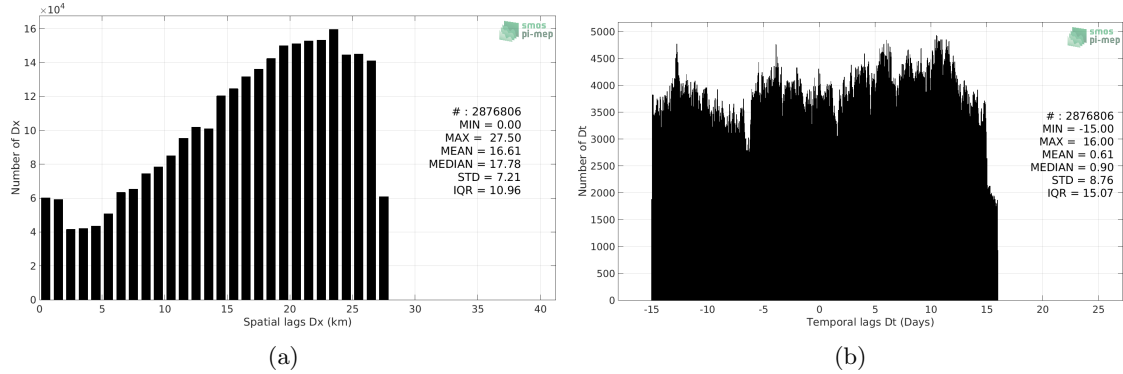 ×10⁴
16
14
12
10
8
6
4
2
0
Number of Dx
0 5 10 15 20 25 30 35 40
Spatial lags Dx (km)
smos
pi-mep
# : 2876806
MIN = 0.00
MAX = 27.50
MEAN = 16.61
MEDIAN = 17.78
STD = 7.21
IQR = 10.96
(a)
5000
4500
4000
3500
3000
2500
2000
1500
1000
500
0
Number of Dt
-15 -10 -5 0 5 10 15 20 25
Temporal lags Dt (Days)
smos
pi-mep
# : 2876806
MIN = -15.00
MAX = 16.00
MEAN = 0.61
MEDIAN = 0.90
STD = 8.76
IQR = 15.07
(b)